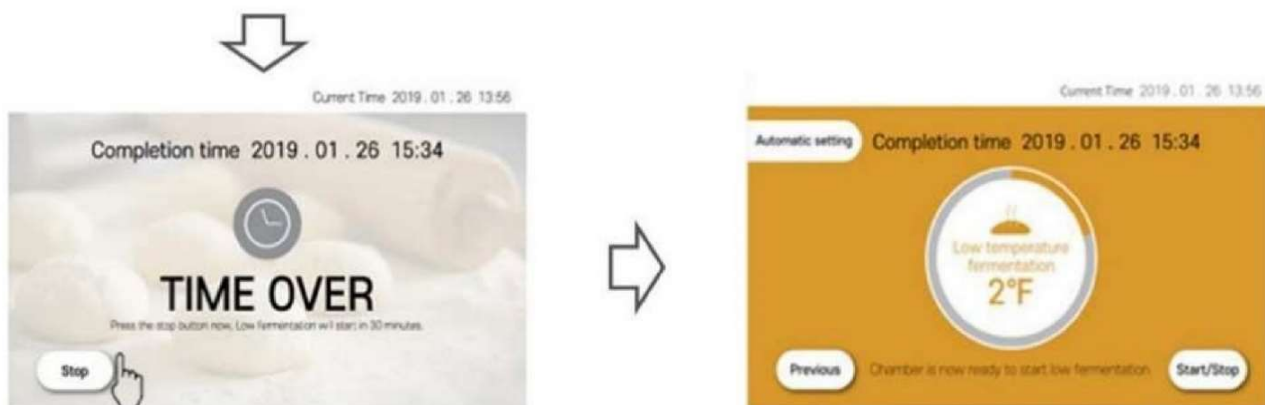 Current Time 2019 . 01 . 26 13:56
Completion time 2019 . 01 . 26 15:34
TIME OVER
Press the stop button now, Low fermentation will start in 30 minutes.
Stop
Current Time 2019 . 01 . 26 13:56
Automatic setting
Completion time 2019 . 01 . 26 15:34
Low temperature
fermentation
2°F
Previous
Chamber is now ready to start low fermentation
Start/Stop